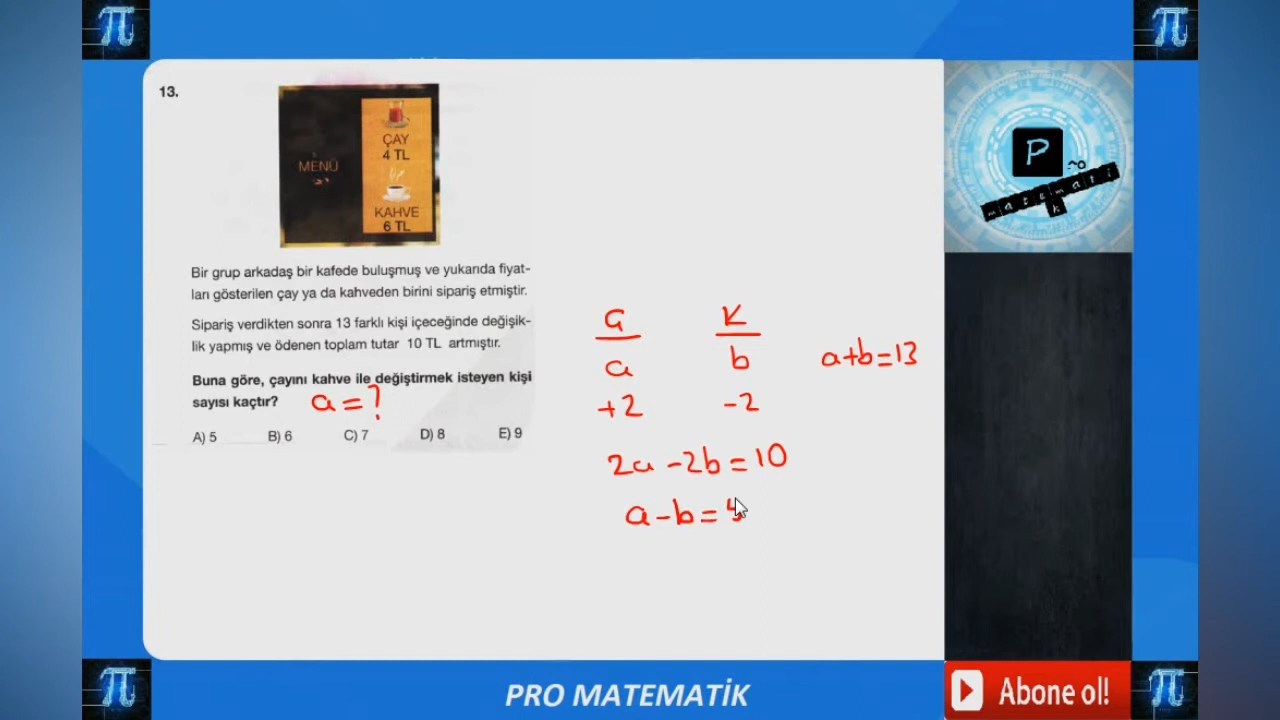 13.
MENÜ
ÇAY
4 TL
KAHVE
6 TL
Bir grup arkadaş bir kafede buluşmuş ve yukarıda fiyat-
ları gösterilen çay ya da kahveden birini sipariş etmiştir.
Sipariş verdikten sonra 13 farklı kişi içeceğinde değişik-
lik yapmış ve ödenen toplam tutar 10 TL artmıştır.
Buna göre, çayını kahve ile değiştirmek isteyen kişi
sayısı kaçtır? a=?
A) 5 B) 6 C) 7 D) 8 E) 9
Ç K
a b a+b=13
+2 -2
2a-2b=10
a-b=5
P
matematik
PRO MATEMATİK
Abone ol!
π
π
π
π